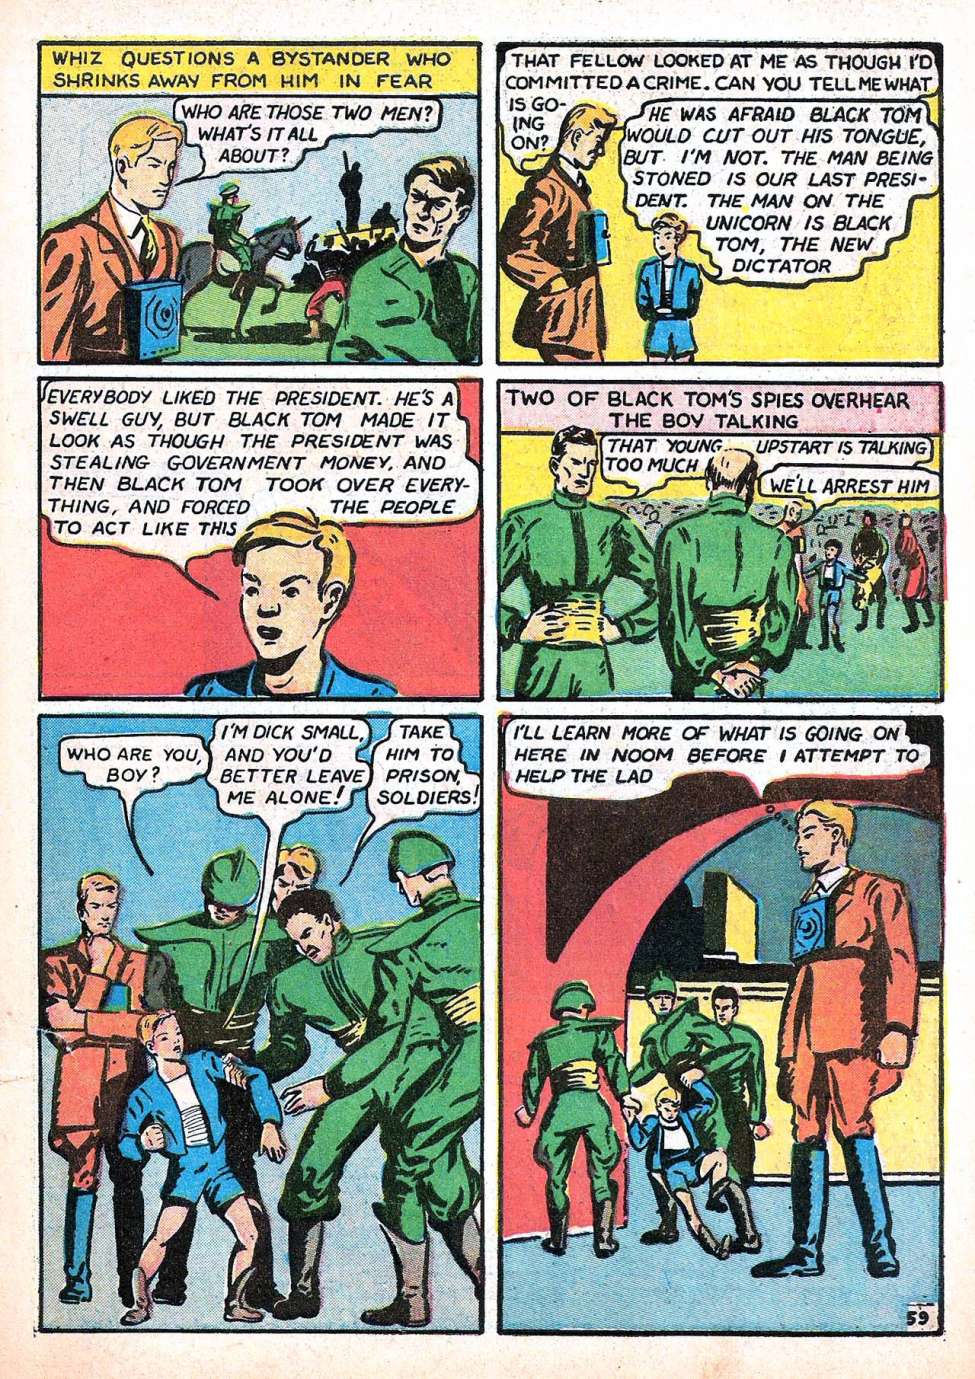 WHIZ QUESTIONS A BYSTANDER WHO
SHRINKS AWAY FROM HIM IN FEAR
WHO ARE THOSE TWO MEN?
WHAT'S IT ALL
ABOUT?
THAT FELLOW LOOKED AT ME AS THOUGH I'D
COMMITTED A CRIME. CAN YOU TELL ME WHAT
IS GO-
ING
ON?
HE WAS AFRAID BLACK TOM
WOULD CUT OUT HIS TONGUE,
BUT I'M NOT. THE MAN BEING
STONED IS OUR LAST PRESI-
DENT. THE MAN ON THE
UNICORN IS BLACK
TOM, THE NEW
DICTATOR
EVERYBODY LIKED THE PRESIDENT. HE'S A
SWELL GUY, BUT BLACK TOM MADE IT
LOOK AS THOUGH THE PRESIDENT WAS
STEALING GOVERNMENT MONEY, AND
THEN BLACK TOM TOOK OVER EVERY-
THING, AND FORCED THE PEOPLE
TO ACT LIKE THIS
TWO OF BLACK TOM'S SPIES OVERHEAR
THE BOY TALKING
THAT YOUNG UPSTART IS TALKING
TOO MUCH
WE'LL ARREST HIM
WHO ARE YOU,
BOY?
I'M DICK SMALL,
AND YOU'D
BETTER LEAVE
ME ALONE!
TAKE
HIM TO
PRISON,
SOLDIERS!
I'LL LEARN MORE OF WHAT IS GOING ON
HERE IN NOOM BEFORE I ATTEMPT TO
HELP THE LAD
59